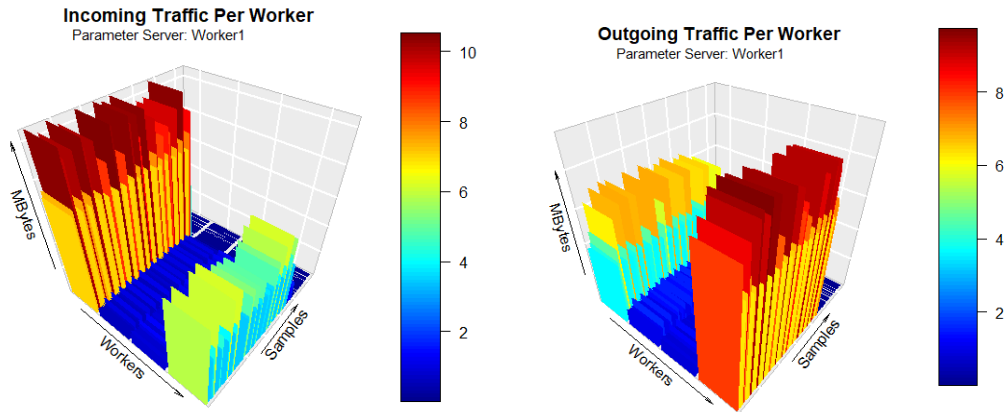 Incoming Traffic Per Worker
Parameter Server: Worker1
10
8
6
4
2
MBytes
Workers
Samples
Outgoing Traffic Per Worker
Parameter Server: Worker1
8
6
4
2
MBytes
Workers
Samples